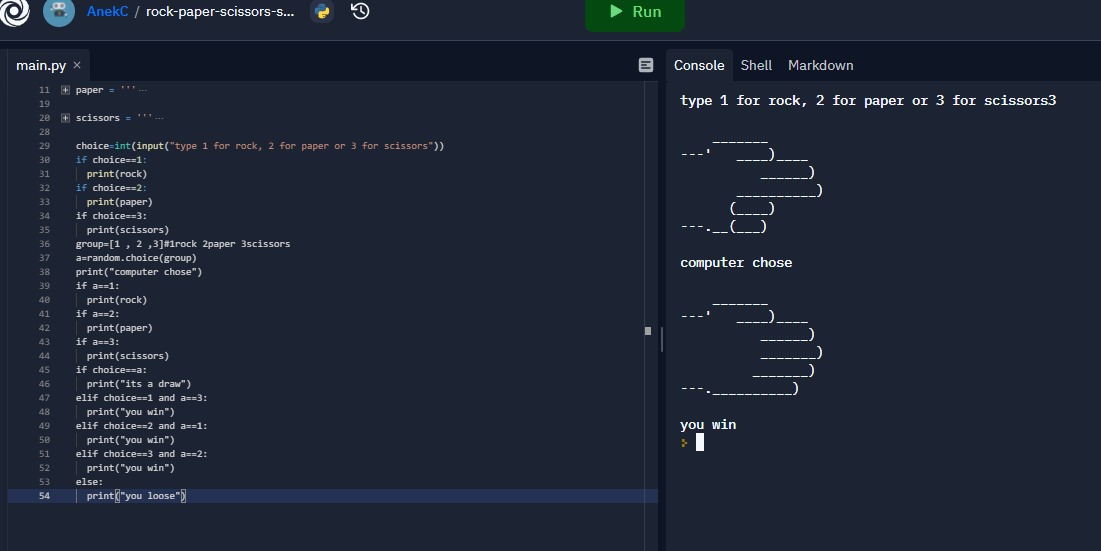 AnekC / rock-paper-scissors-s...
Run
main.py ×
Console Shell Markdown
11 paper = '''...
19
20 scissors = '''...
28
29 choice=int(input("type 1 for rock, 2 for paper or 3 for scissors"))
30 if choice==1:
31 print(rock)
32 if choice==2:
33 print(paper)
34 if choice==3:
35 print(scissors)
36 group=[1 , 2 ,3]#1rock 2paper 3scissors
37 a=random.choice(group)
38 print("computer chose")
39 if a==1:
40 print(rock)
41 if a==2:
42 print(paper)
43 if a==3:
44 print(scissors)
45 if choice==a:
46 print("its a draw")
47 elif choice==1 and a==3:
48 print("you win")
49 elif choice==2 and a==1:
50 print("you win")
51 elif choice==3 and a==2:
52 print("you win")
53 else:
54 print("you loose")
type 1 for rock, 2 for paper or 3 for scissors3
    _______
---'   ____)____
          ______)
       __________)
      (____)
---.__(___)
computer chose
    _______
---'   ____)____
          ______)
          _______)
         _______)
---.__________)
you win